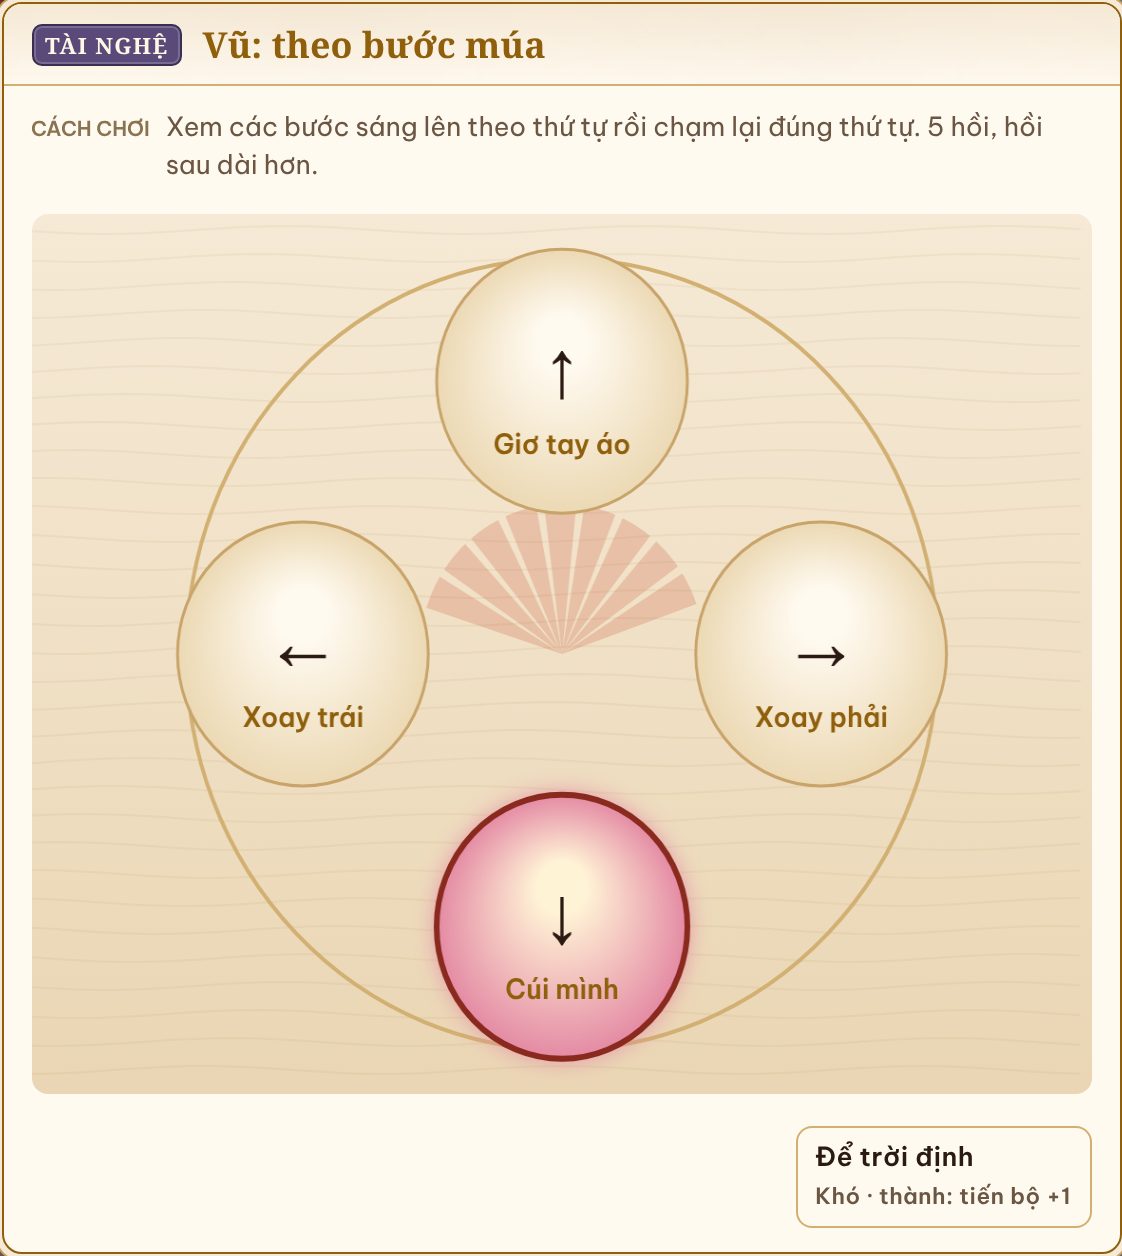 TÀI NGHỆ Vũ: theo bước múa
CÁCH CHƠI Xem các bước sáng lên theo thứ tự rồi chạm lại đúng thứ tự. 5 hồi, hồi
sau dài hơn.
↑
Giơ tay áo
← →
Xoay trái Xoay phải
↓
Cúi mình
Để trời định
Khó · thành: tiến bộ +1